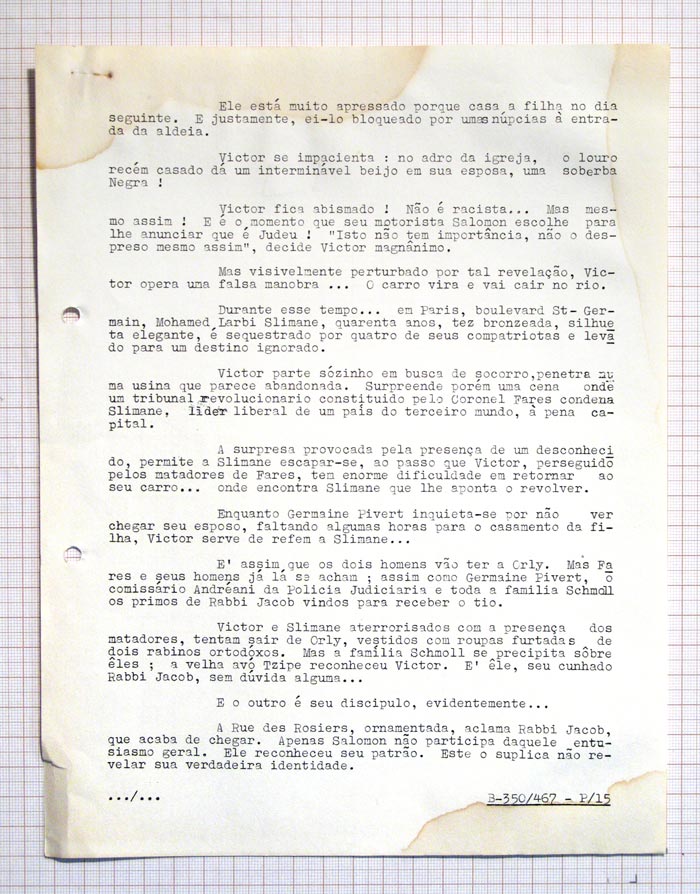 Ele está muito apressado porque casa a filha no dia
seguinte. E justamente, ei-lo bloqueado por umas núpcias à entra-
da da aldeia.
Victor se impacienta : no adro da igreja, o louro
recém casado dá um interminável beijo em sua esposa, uma soberba
Negra !
Victor fica abismado ! Não é racista... Mas mes-
mo assim ! E é o momento que seu motorista Salomon escolhe para
lhe anunciar que é Judeu ! "Isto não tem importância, não o des-
preso mesmo assim", decide Victor magnânimo.
Mas visivelmente perturbado por tal revelação, Vic-
tor opera uma falsa manobra ... O carro vira e vai cair no rio.
Durante esse tempo... em Paris, boulevard St- Ger-
main, Mohamed Larbi Slimane, quarenta anos, tez bronzeada, silhue
ta elegante, é sequestrado por quatro de seus compatriotas e leva
do para um destino ignorado.
Victor parte sózinho em busca de socorro,penetra nu
ma usina que parece abandonada. Surpreende porém uma cena onde
um tribunal revolucionario constituido pelo Coronel Fares condena
Slimane, lider liberal de um país do terceiro mundo, à pena ca-
pital.
A surpresa provocada pela presença de um desconheci
do, permite a Slimane escapar-se, ao passo que Victor, perseguido
pelos matadores de Fares, tem enorme dificuldade em retornar ao
seu carro... onde encontra Slimane que lhe aponta o revolver.
Enquanto Germaine Pivert inquieta-se por não ver
chegar seu esposo, faltando algumas horas para o casamento da fi-
lha, Victor serve de refem a Slimane...
E' assim que os dois homens vão ter a Orly. Mas Fa
res e seus homens já lá se acham ; assim como Germaine Pivert, o
comissário Andréani da Policia Judiciaria e toda a familia Schmoll
os primos de Rabbi Jacob vindos para receber o tio.
Victor e Slimane aterrorisados com a presença dos
matadores, tentam sair de Orly, vestidos com roupas furtadas de
dois rabinos ortodóxos. Mas a família Schmoll se precipita sôbre
êles ; a velha avó Tzipe reconheceu Victor. E' êle, seu cunhado
Rabbi Jacob, sem dúvida alguma...
E o outro é seu discipulo, evidentemente...
A Rue des Rosiers, ornamentada, aclama Rabbi Jacob,
que acaba de chegar. Apenas Salomon não participa daquele entu-
siasmo geral. Ele reconheceu seu patrão. Este o suplica não re-
velar sua verdadeira identidade.
.../... B-350/467 - P/15